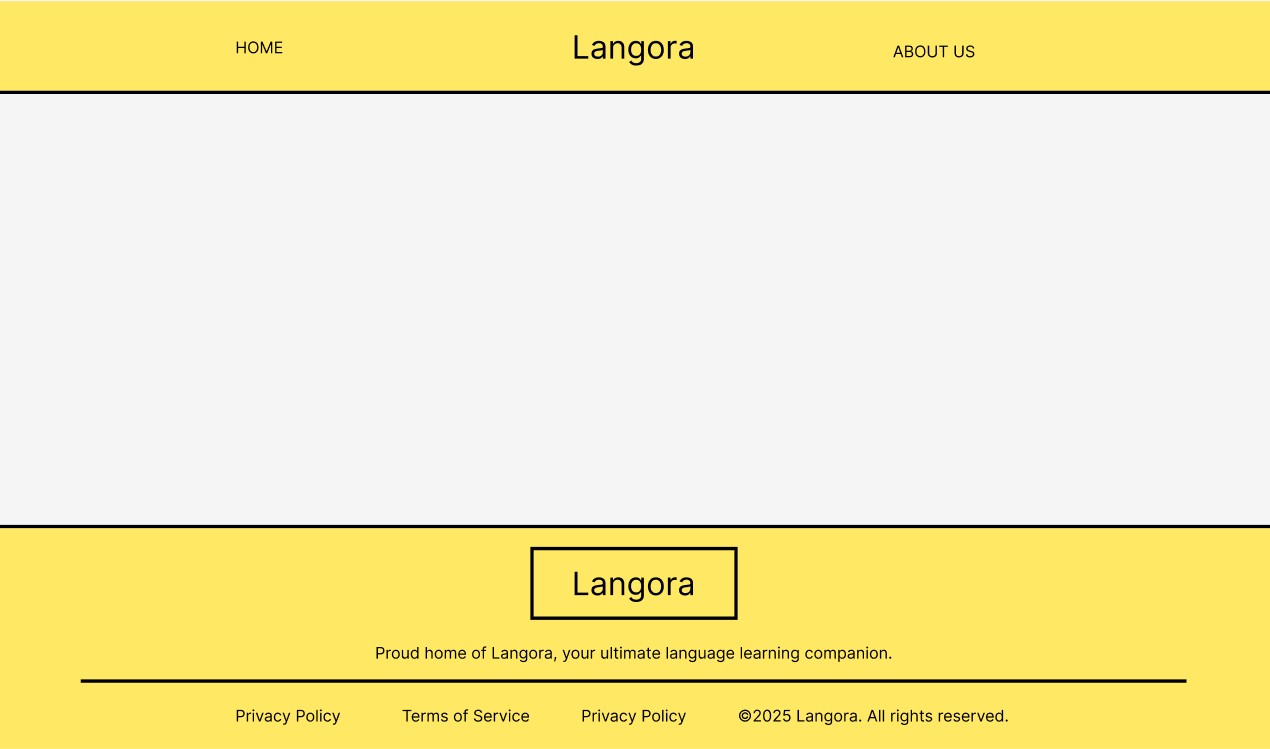 HOME Langora ABOUT US
Langora
Proud home of Langora, your ultimate language learning companion.
Privacy Policy Terms of Service Privacy Policy ©2025 Langora. All rights reserved.